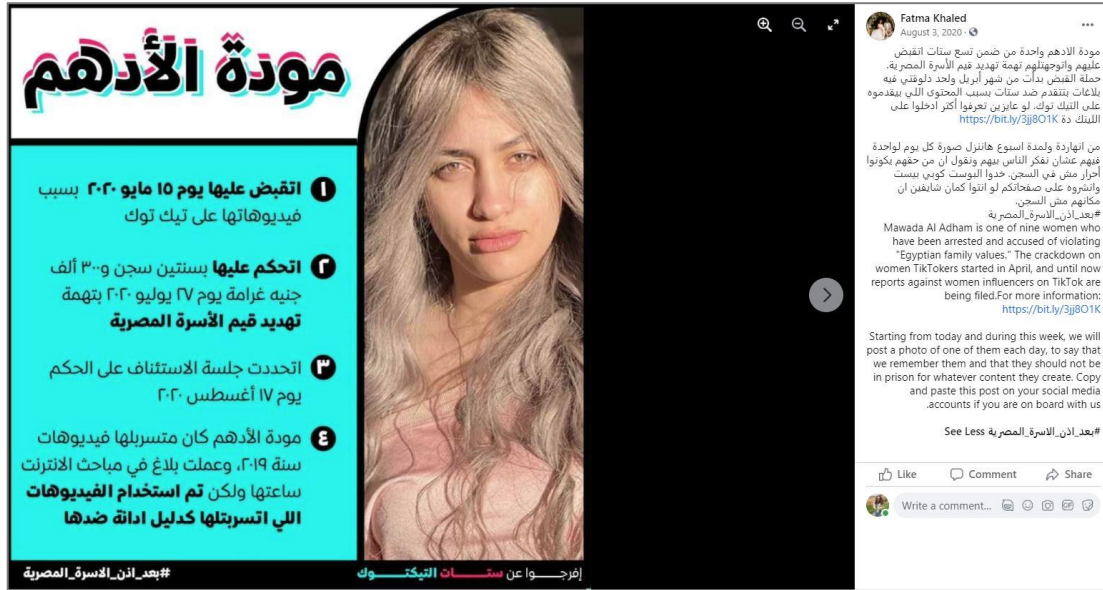 مودة الأدهم
١ اتقبض عليها يوم ١٥ مايو ٢٠٢٠ بسبب
فيديوهاتها على تيك توك
٢ اتحكم عليها بسنتين سجن و٣٠٠ ألف
جنيه غرامة يوم ٢٧ يوليو ٢٠٢٠ بتهمة
تهديد قيم الأسرة المصرية
٣ اتحددت جلسة الاستئناف على الحكم
يوم ١٧ أغسطس ٢٠٢٠
٤ مودة الأدهم كان متسربلها فيديوهات
سنة ٢٠١٩، وعملت بلاغ في مباحث الانترنت
ساعتها ولكن تم استخدام الفيديوهات
اللي اتسربتلها كدليل ادانة ضدها
#بعد_اذن_الاسرة_المصرية
إفرجــــوا عن ستــــات التيكتــــوك
Fatma Khaled
August 3, 2020
مودة الادهم واحدة من ضمن تسع ستات اتقبض
عليهم واتوجهتلهم تهمة تهديد قيم الأسرة المصرية.
حملة القبض بدأت من شهر أبريل ولحد دلوقتي فيه
بلاغات بتتقدم ضد ستات بسبب المحتوى اللي بيقدموه
على التيك توك. لو عايزين تعرفوا أكتر ادخلوا على
اللينك دة https://bit.ly/3jj8O1K
من انهاردة ولمدة اسبوع هاننزل صورة كل يوم لواحدة
فيهم عشان نفكر الناس بيهم ونقول ان من حقهم يكونوا
أحرار مش في السجن. خدوا البوست كوبي بيست
وانشروه على صفحاتكم لو انتوا كمان شايفين ان
مكانهم مش السجن.
#بعد_اذن_الاسرة_المصرية
Mawada Al Adham is one of nine women who
have been arrested and accused of violating
"Egyptian family values." The crackdown on
women TikTokers started in April, and until now
reports against women influencers on TikTok are
being filed.For more information:
https://bit.ly/3jj8O1K
Starting from today and during this week, we will
post a photo of one of them each day, to say that
we remember them and that they should not be
in prison for whatever content they create. Copy
and paste this post on your social media
accounts if you are on board with us.
#بعد_اذن_الاسرة_المصرية See Less
Like Comment Share
Write a comment...
GIF